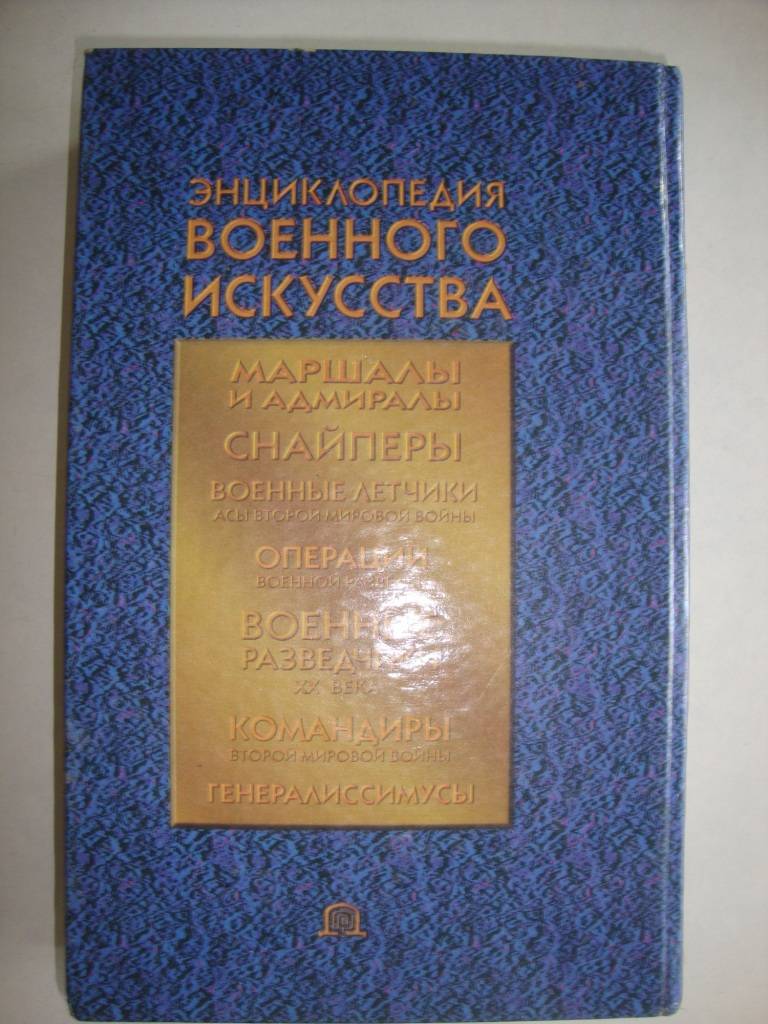 ЭНЦИКЛОПЕДИЯ
ВОЕННОГО
ИСКУССТВА
МАРШАЛЫ
И АДМИРАЛЫ
СНАЙПЕРЫ
ВОЕННЫЕ ЛЕТЧИКИ
АСЫ ВТОРОЙ МИРОВОЙ ВОЙНЫ
ОПЕРАЦИИ
ВОЕННОЙ
XX ВЕКА
КОМАНДИРЫ
ВТОРОЙ МИРОВОЙ ВОЙНЫ
ГЕНЕРАЛИССИМУСЫ